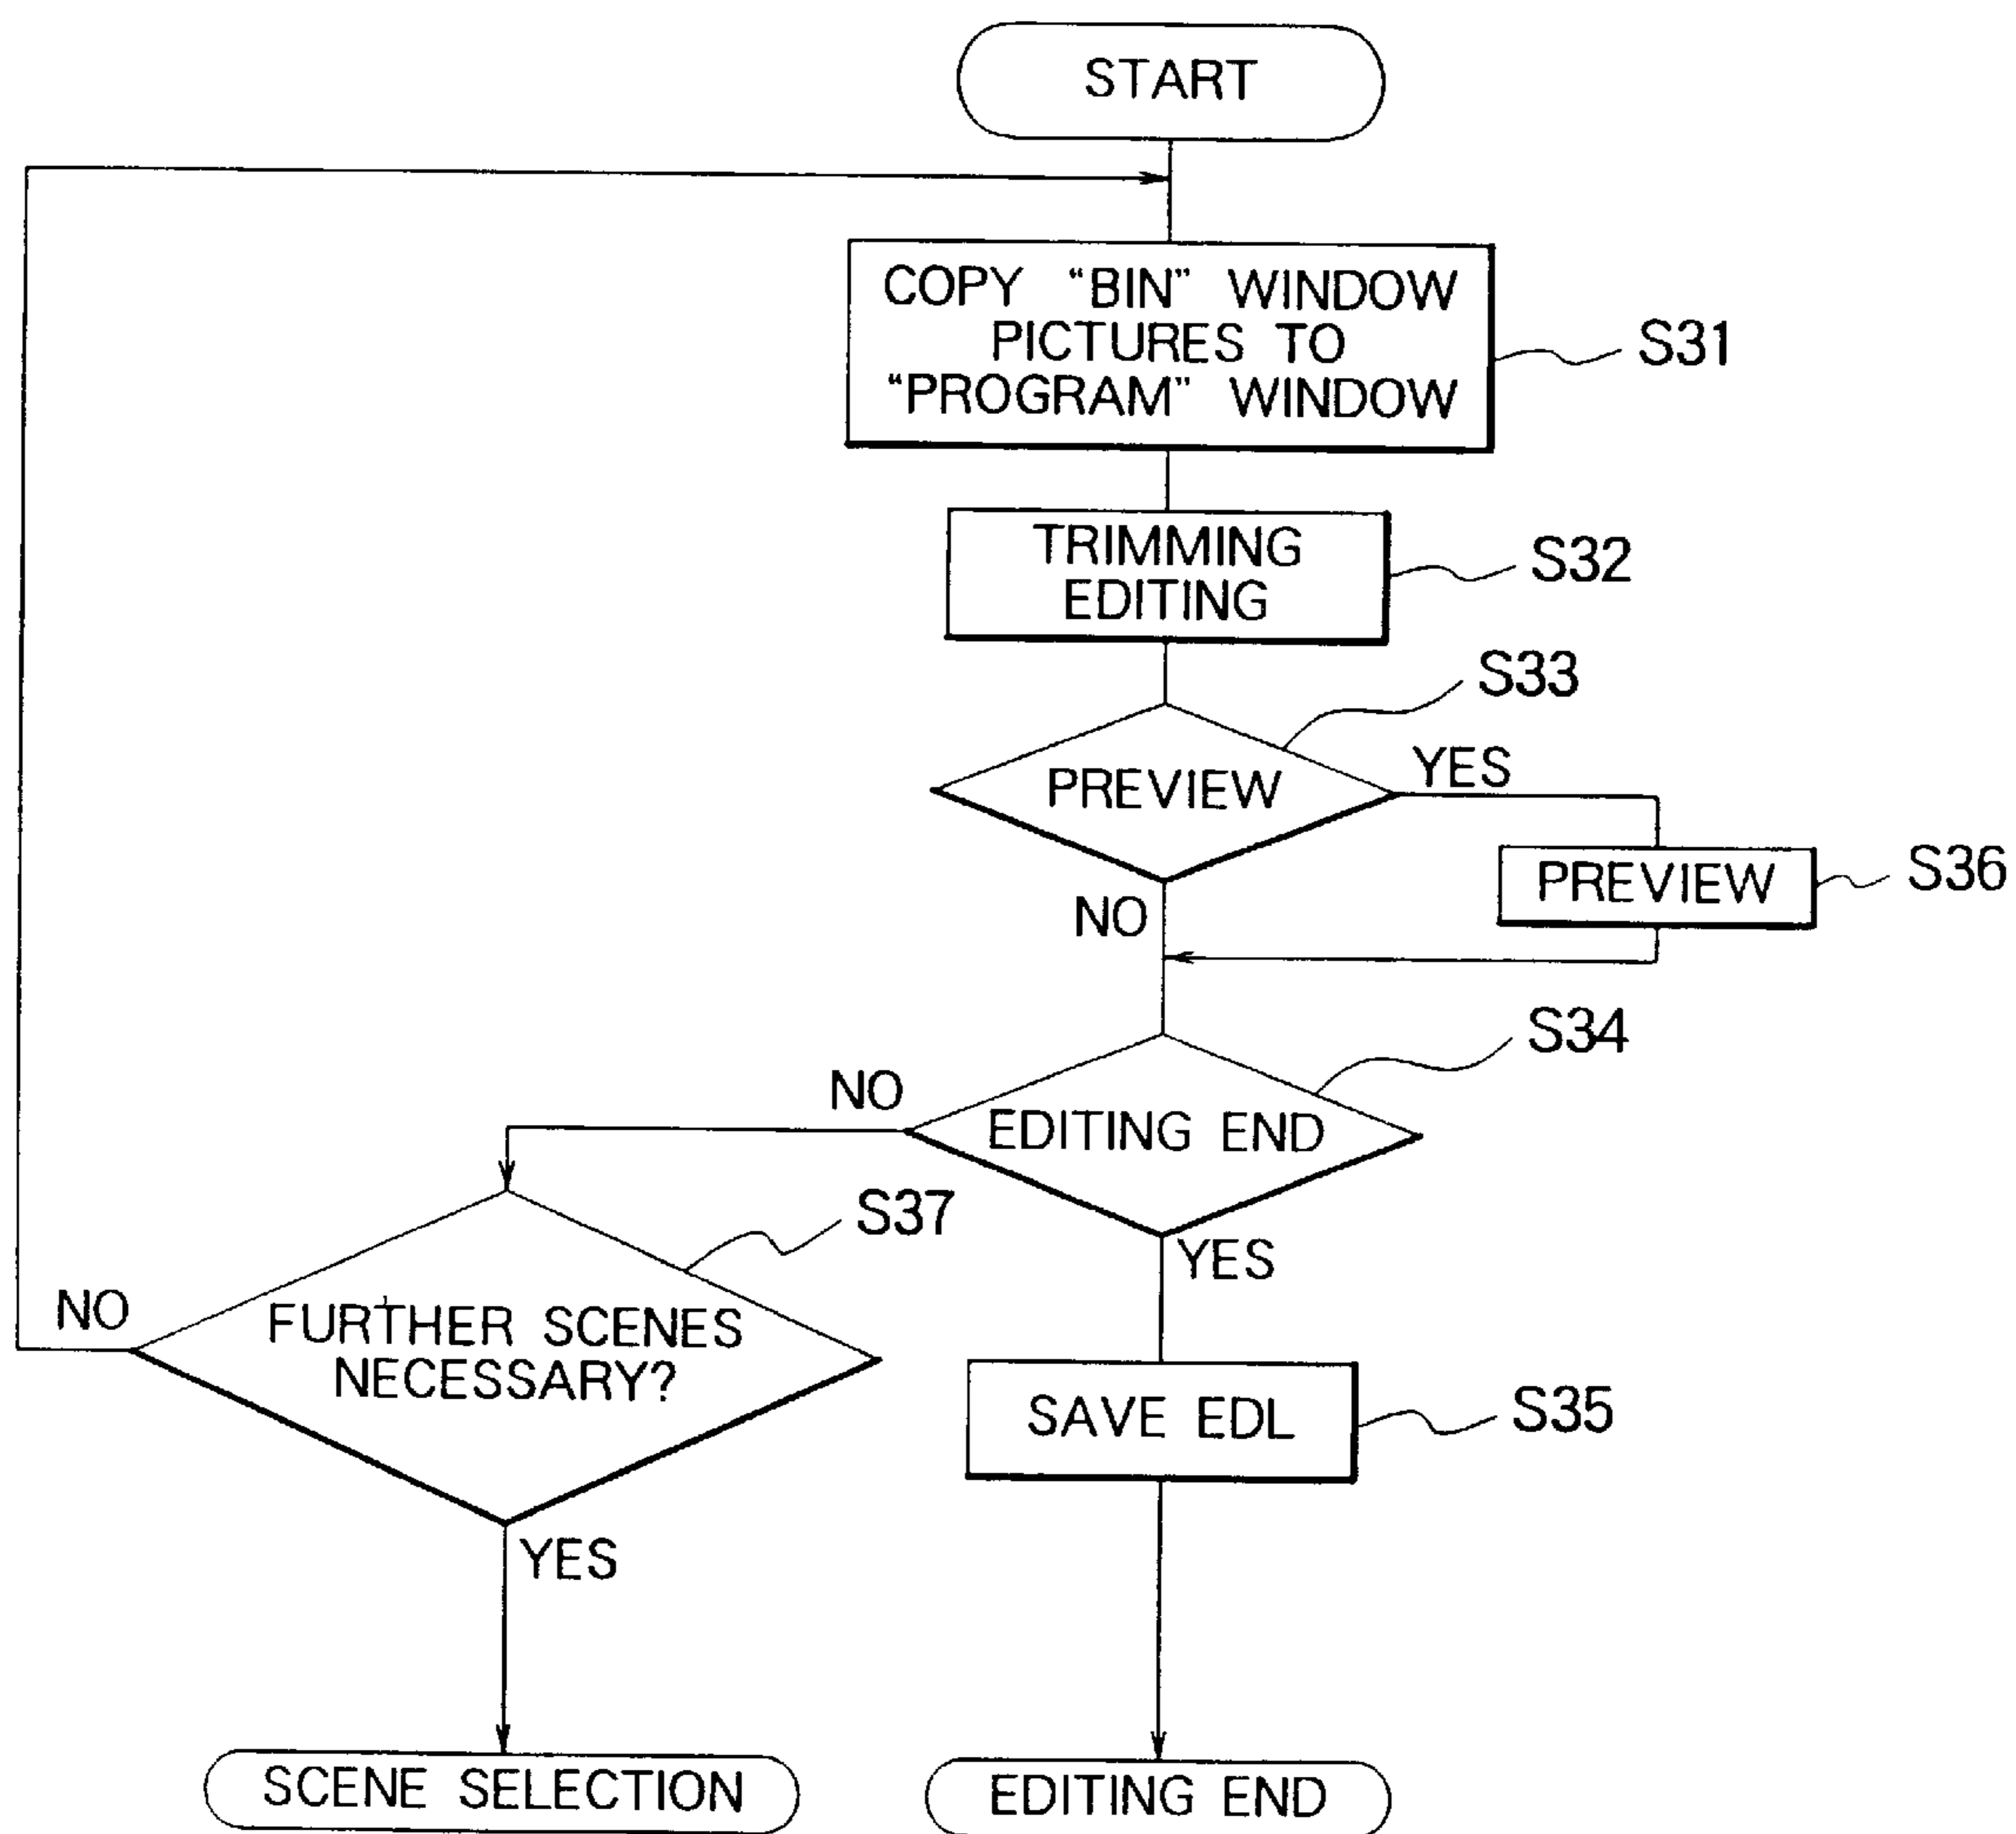 START
COPY “BIN” WINDOW
PICTURES TO
“PROGRAM” WINDOW
S31
TRIMMING
EDITING
S32
S33
PREVIEW
YES
PREVIEW
S36
NO
S34
EDITING END
NO
YES
S37
FURTHER SCENES
NECESSARY?
NO
YES
SAVE EDL
S35
SCENE SELECTION
EDITING END